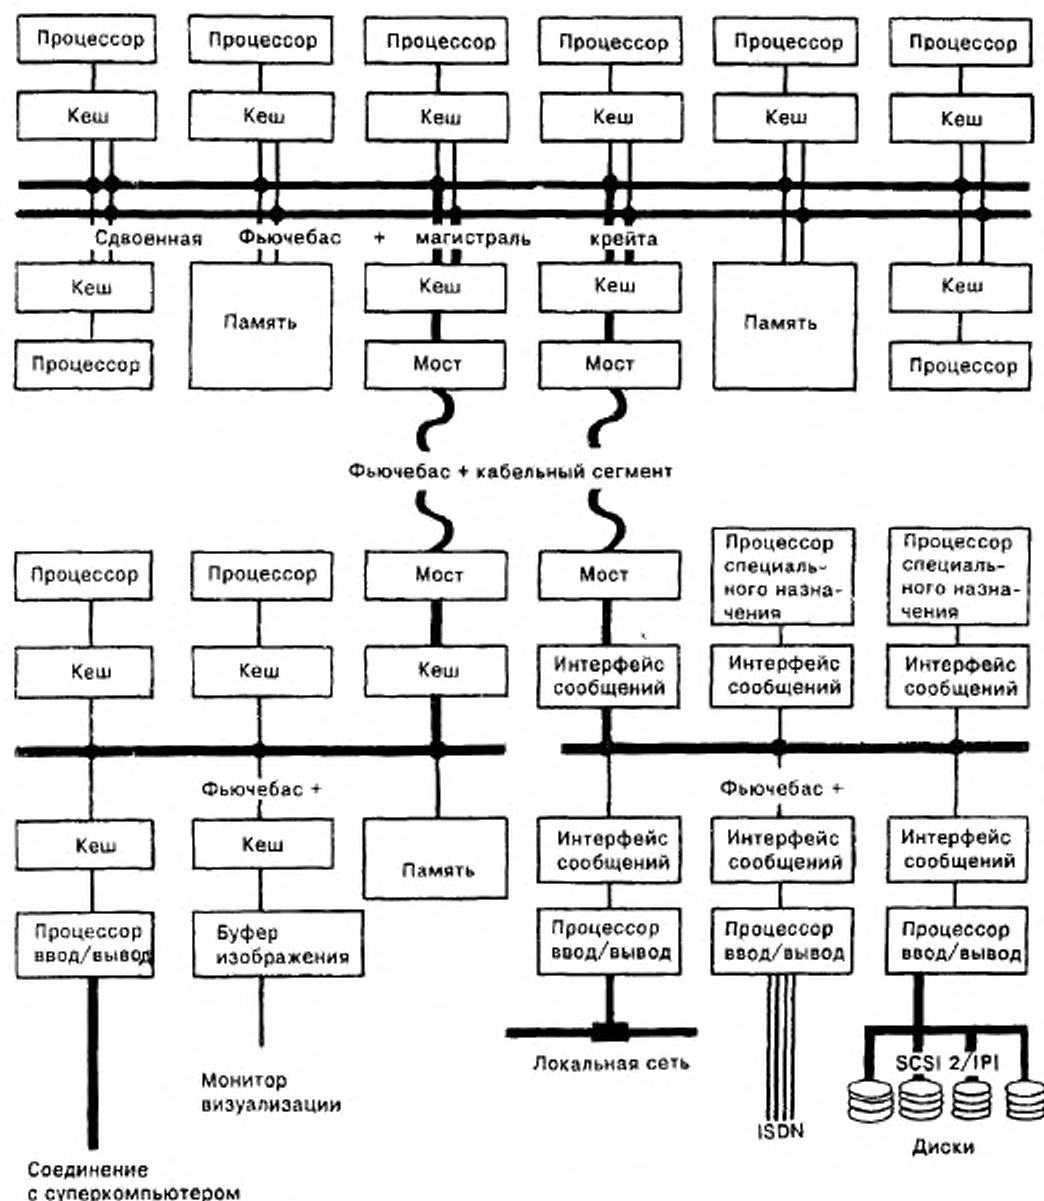 Процессор Процессор Процессор Процессор Процессор Процессор
Кеш Кеш Кеш Кеш Кеш Кеш
Сдвоенная Фьючебас + магистраль крейта
Кеш Кеш Кеш Кеш
Память Память
Процессор Мост Мост Процессор
Фьючебас + кабельный сегмент
Процессор Процессор Мост Мост
Процессор
специаль-
ного назна-
чения
Процессор
специаль-
ного назна-
чения
Кеш Кеш Кеш
Интерфейс
сообщений
Интерфейс
сообщений
Интерфейс
сообщений
Фьючебас + Фьючебас +
Кеш Кеш
Память
Интерфейс
сообщений
Интерфейс
сообщений
Интерфейс
сообщений
Процессор
ввод/вывод
Буфер
изображения
Процессор
ввод/вывод
Процессор
ввод/вывод
Процессор
ввод/вывод
Локальная сеть
SCSI 2/IPI
Монитор
визуализации
ISDN
Диски
Соединение
с суперкомпьютером